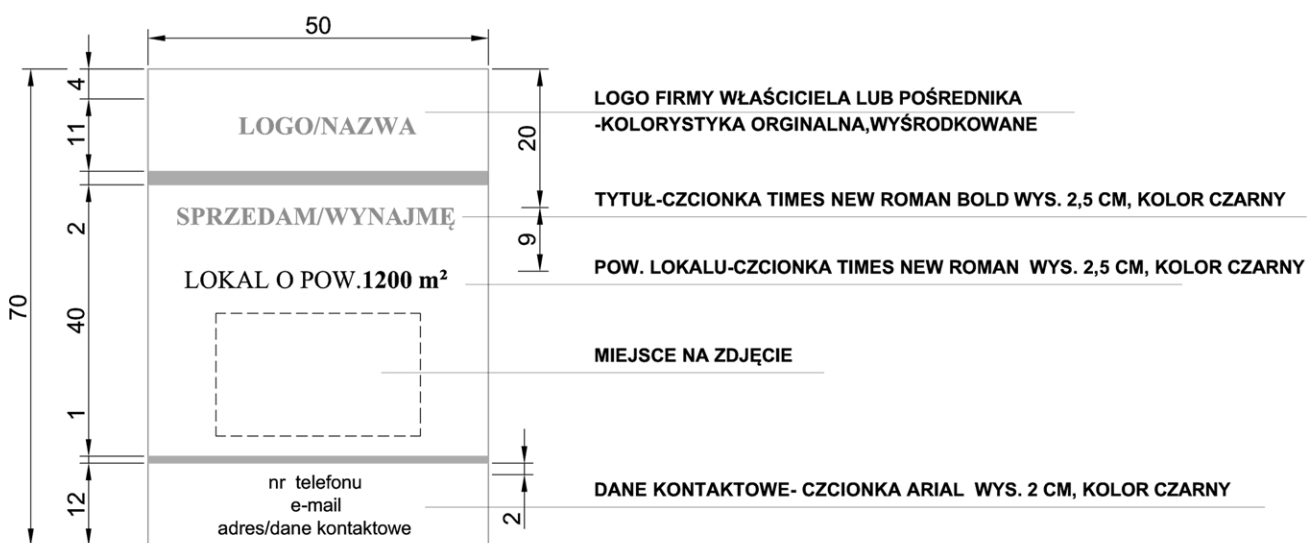 50
4
LOGO FIRMY WŁAŚCICIELA LUB POŚREDNIKA
-KOLORYSTYKA ORGINALNA,WYŚRODKOWANE
11
LOGO/NAZWA
20
TYTUŁ-CZCIONKA TIMES NEW ROMAN BOLD WYS. 2,5 CM, KOLOR CZARNY
2
SPRZEDAM/WYNAJMĘ
9
POW. LOKALU-CZCIONKA TIMES NEW ROMAN WYS. 2,5 CM, KOLOR CZARNY
LOKAL O POW.1200 m²
70
40
MIEJSCE NA ZDJĘCIE
1
nr telefonu
DANE KONTAKTOWE- CZCIONKA ARIAL WYS. 2 CM, KOLOR CZARNY
12
e-mail
2
adres/dane kontaktowe